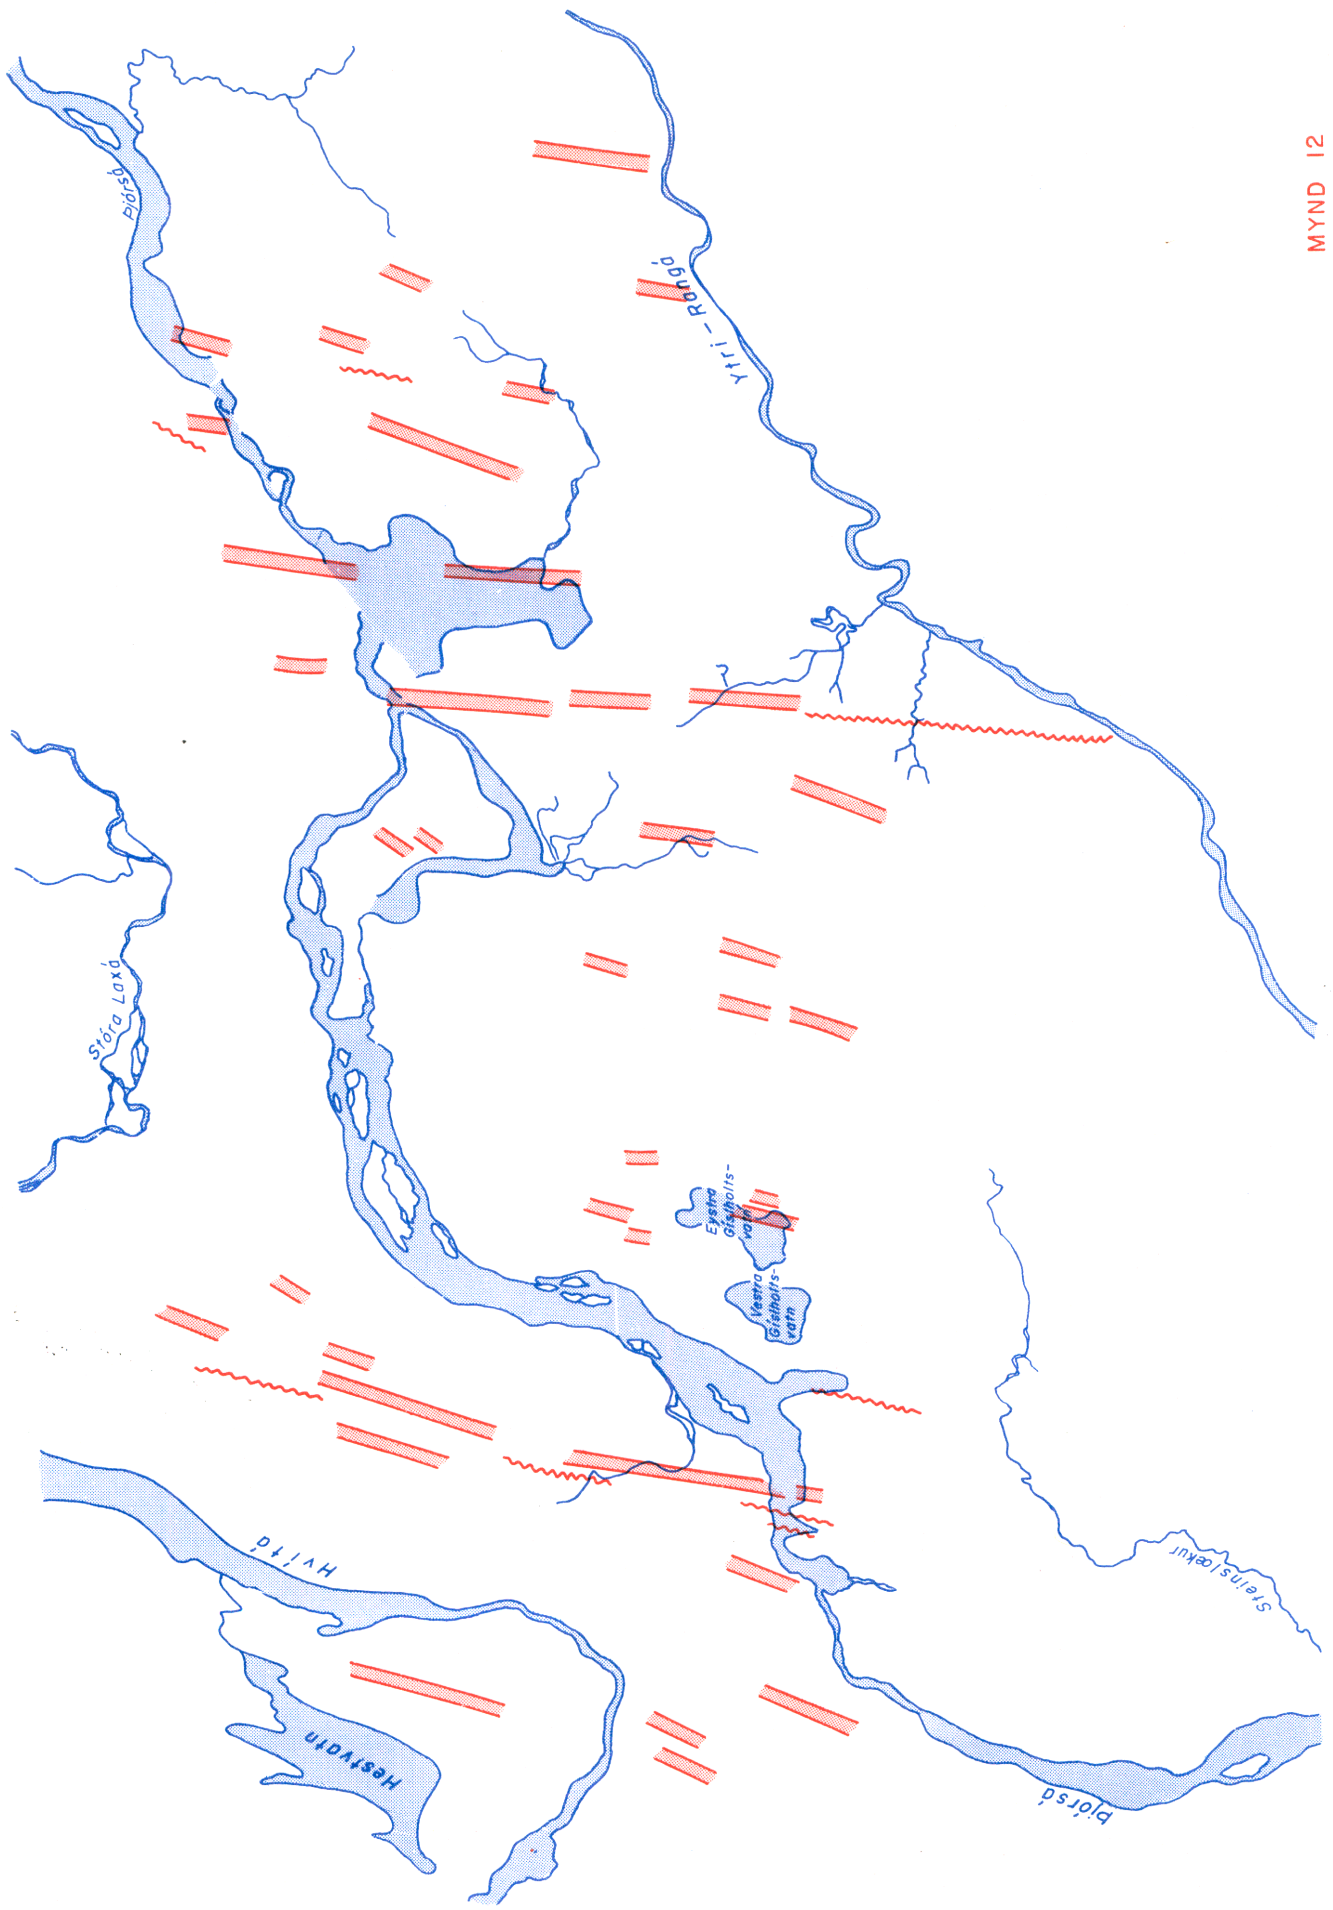 MYND 12
Þjórsá
Ytri-Rangá
Stóra Laxá
Eystra
Gíslholts-
vatn
Vestra
Gíslholts-
vatn
Hvítá
Hestvatn
Steinslækur
Þjórsá